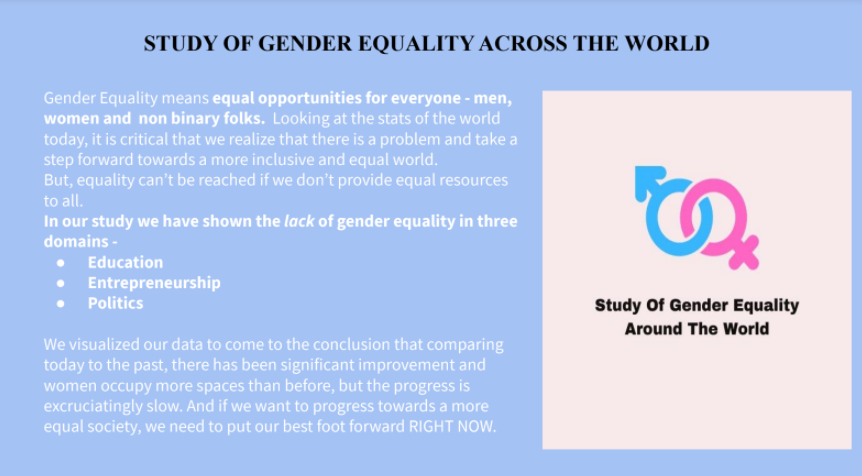 STUDY OF GENDER EQUALITY ACROSS THE WORLD
Gender Equality means equal opportunities for everyone - men,
women and  non binary folks.  Looking at the stats of the world
today, it is critical that we realize that there is a problem and take a
step forward towards a more inclusive and equal world.
But, equality can't be reached if we don't provide equal resources
to all.
In our study we have shown the lack of gender equality in three
domains -
● Education
● Entrepreneurship
● Politics
We visualized our data to come to the conclusion that comparing
today to the past, there has been significant improvement and
women occupy more spaces than before, but the progress is
excruciatingly slow. And if we want to progress towards a more
equal society, we need to put our best foot forward RIGHT NOW.
Study Of Gender Equality
Around The World